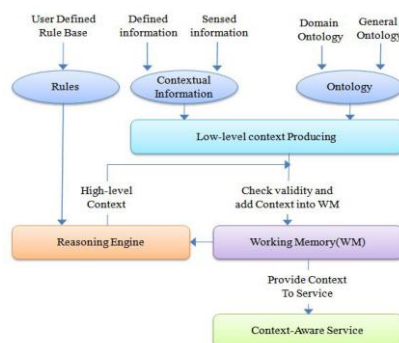 User Defined
Rule Base
Defined
information
Sensed
information
Domain
Ontology
General
Ontology
Rules
Contextual
Information
Ontology
Low-level context Producing
High-level
Context
Check validity and
add Context into WM
Reasoning Engine
Working Memory(WM)
Provide Context
To Service
Context-Aware Service